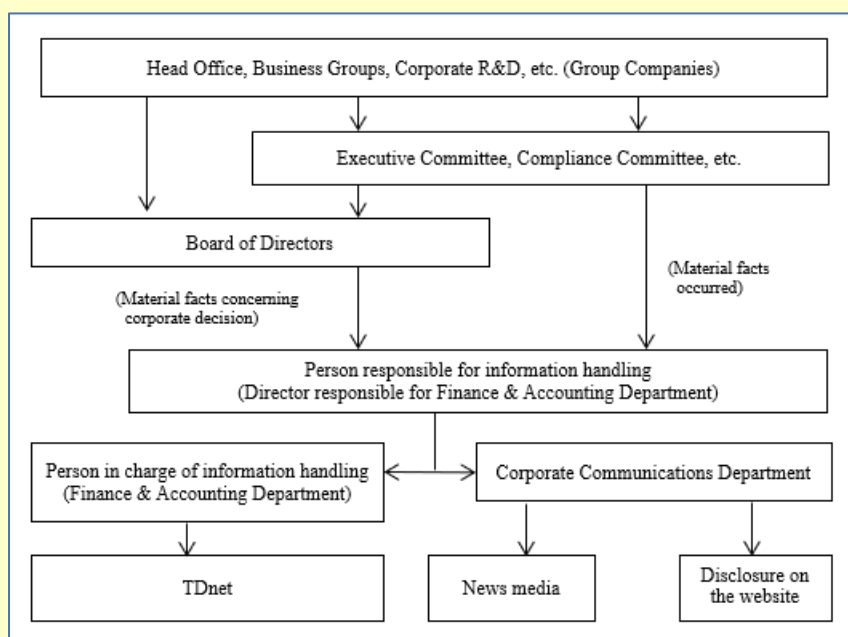 Head Office, Business Groups, Corporate R&D, etc. (Group Companies)
Executive Committee, Compliance Committee, etc.
Board of Directors
(Material facts
occurred)
(Material facts concerning
corporate decision)
Person responsible for information handling
(Director responsible for Finance & Accounting Department)
Person in charge of information handling
(Finance & Accounting Department)
Corporate Communications Department
TDnet
News media
Disclosure on
the website